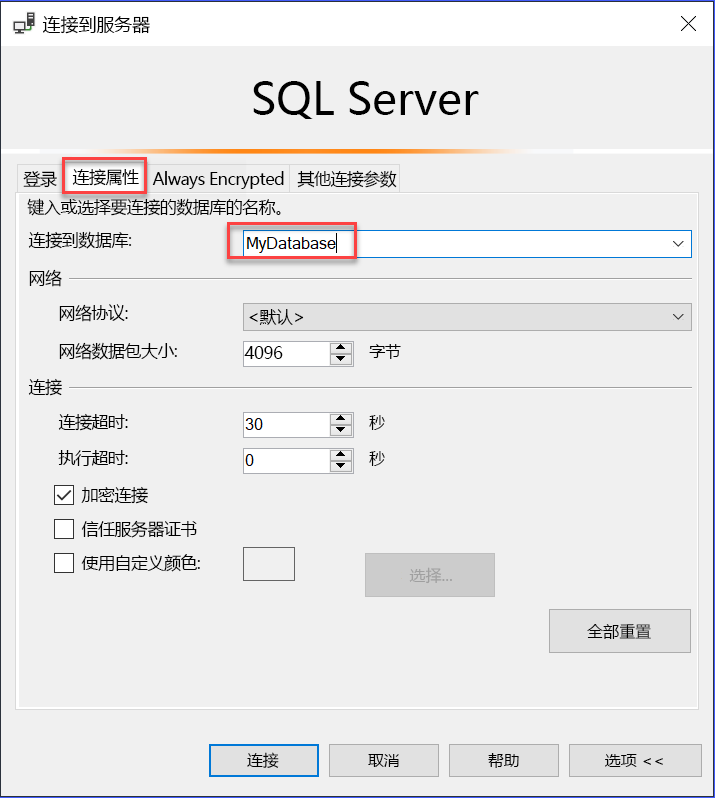 连接到服务器
SQL Server
登录 连接属性 Always Encrypted 其他连接参数
键入或选择要连接的数据库的名称。
连接到数据库: MyDatabase
网络
网络协议: <默认>
网络数据包大小: 4096 字节
连接
连接超时: 30 秒
执行超时: 0 秒
加密连接
信任服务器证书
使用自定义颜色: 选择...
全部重置
连接 取消 帮助 选项 <<